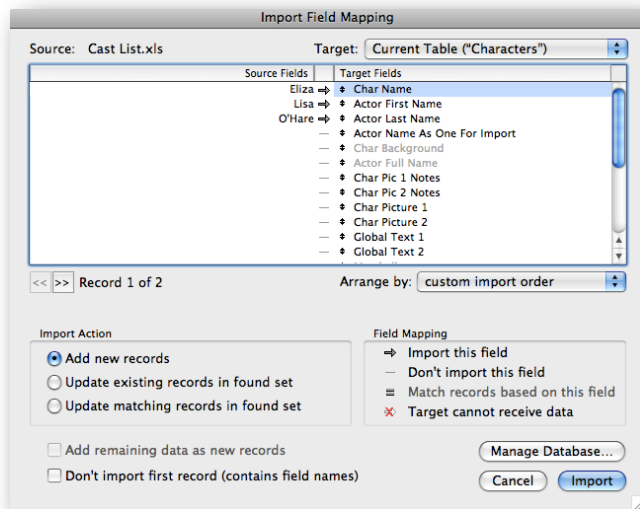 Import Field Mapping
Source: Cast List.xls Target: Current Table ("Characters")
Source Fields Target Fields
Eliza Char Name
Lisa Actor First Name
O'Hare Actor Last Name
Actor Name As One For Import
Char Background
Actor Full Name
Char Pic 1 Notes
Char Pic 2 Notes
Char Picture 1
Char Picture 2
Global Text 1
Global Text 2
<< >> Record 1 of 2 Arrange by: custom import order
Import Action Field Mapping
Add new records Import this field
Update existing records in found set Don't import this field
Update matching records in found set = Match records based on this field
Target cannot receive data
Add remaining data as new records Manage Database...
Don't import first record (contains field names)
Cancel Import